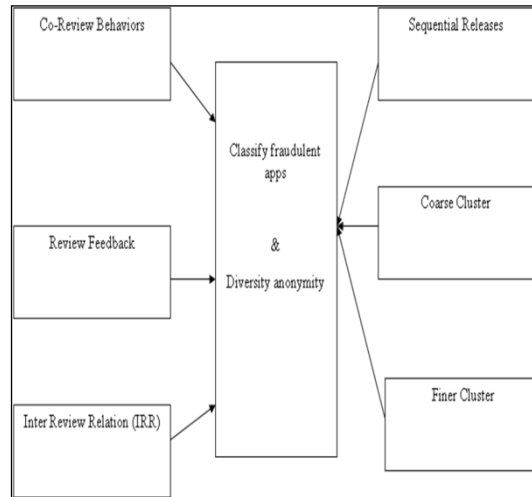 Co-Review Behaviors
Sequential Releases
Classify fraudulent
apps
&
Diversity anonymity
Coarse Cluster
Review Feedback
Finer Cluster
Inter Review Relation (IRR)